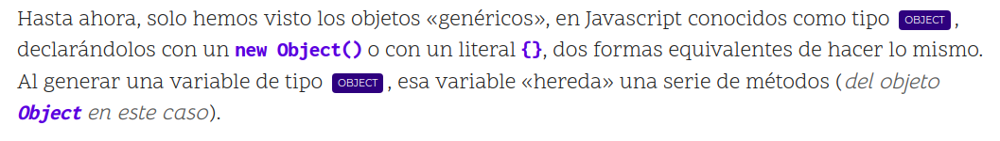 Hasta ahora, solo hemos visto los objetos «genéricos», en Javascript conocidos como tipo OBJECT,
declarándolos con un new Object() o con un literal {}, dos formas equivalentes de hacer lo mismo.
Al generar una variable de tipo OBJECT, esa variable «hereda» una serie de métodos (del objeto
Object en este caso).